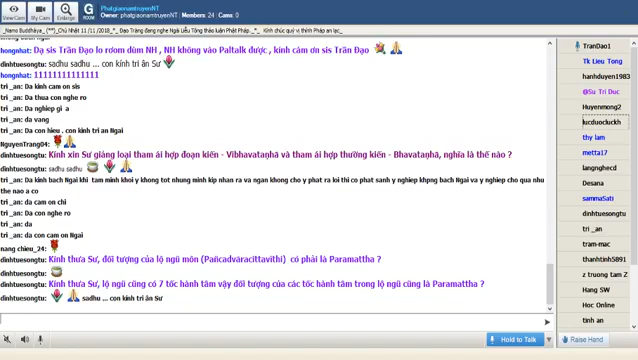 View Cam
My Cam
Enlarge
G
ROOM
PhatgiaonamtruyenNT
Owner: phatgiaonamtruyenNT Members: 24 Cams: 0
_Namo Buddhàya_ (**)_Chủ Nhật 11 / 11 /2018_*_ Đạo Tràng đang nghe Ngài Liễu Tông thảo luận Phật Pháp._*_ Kính chúc quý vị thính Pháp an lạc_
hongnhat: Dạ sis Trần Đạo lo rơơm dùm NH , NH không vào Paltalk được , kính cảm ơn sis Trần Đạo
dinhtuesongtu: sadhu sadhu ... con kính tri ân Sư
hongnhat: 1111111111111
tri _an: Da kinh cam on sis
tri _an: Da thua con nghe ro
tri _an: Da nghiep gi a
tri _an: da vang
tri _an: Da con hieu . con kinh tri an Ngai
NguyenTrang04:
dinhtuesongtu: Kính xin Sư giảng loại tham ái hợp đoạn kiến - Vibhavataṇhā và tham ái hợp thường kiến - Bhavataṇhā, nghĩa là thế nào ?
dinhtuesongtu: sadhu sadhu
tri _an: Da kinh bach Ngai khi tam minh khoi y khong tot nhung minh kip nhan ra va ngan khong cho y phat ra loi thi co phat sanh y nghiep khpng bach Ngai va y nghiep cho qua nhu the nao a co
tri _an: da cam on chi
tri _an: Da con nghe ro
tri _an: da
tri _an: Da con cam on Ngai
nang chieu_24:
dinhtuesongtu: Kính thưa Sư, đối tượng của lộ ngũ môn (Pañcadvāracittavīthi) có phải là Paramattha ?
dinhtuesongtu:
dinhtuesongtu: Kính thưa Sư, lộ ngũ cũng có 7 tốc hành tâm vậy đối tượng của các tốc hành tâm trong lộ ngũ cũng là Paramattha ?
dinhtuesongtu: sadhu ... con kính tri ân Sư
TranDao1
Tk Lieu Tong
hanhduyen1983
@Su Tri Duc
Huyenmong2
lucduocluckh
thy lam
metta17
langnghecd
Desana
sammaSati
dinhtuesongtu
tri _an
tram-mac
thanhtinh5891
z truong tam Z
Hang SW
Hoc Online
tinh an
Hold to Talk
Raise Hand